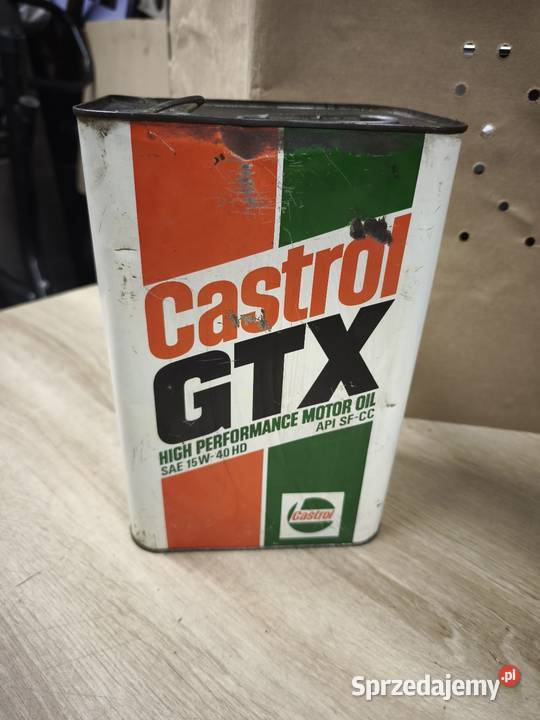 Castrol
GTX
HIGH PERFORMANCE MOTOR OIL
SAE 15W-40 HD API SF-CC
Castrol
Sprzedajemy.pl